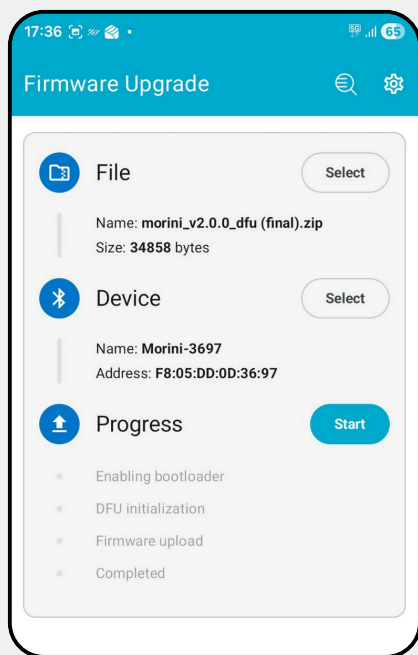 17:36
5G 65
Firmware Upgrade
File
Select
Name: morini_v2.0.0_dfu (final).zip
Size: 34858 bytes
Device
Select
Name: Morini-3697
Address: F8:05:DD:0D:36:97
Progress
Start
Enabling bootloader
DFU initialization
Firmware upload
Completed